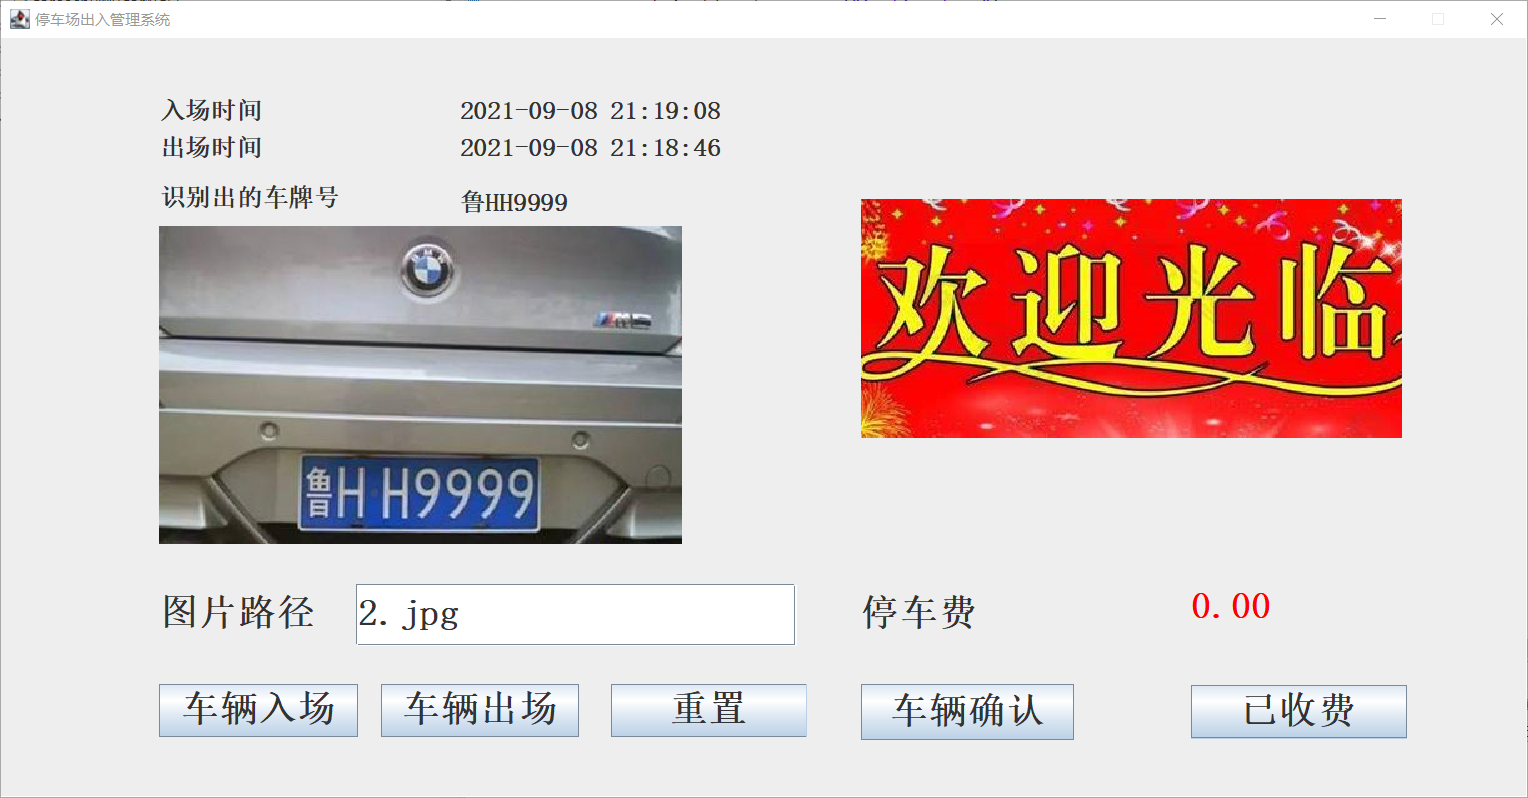 停车场出入管理系统
入场时间 2021-09-08 21:19:08
出场时间 2021-09-08 21:18:46
识别出的车牌号 鲁HH9999
欢迎光临
BMW
M6
鲁H·H9999
图片路径 2.jpg 停车费 0.00
车辆入场 车辆出场 重置 车辆确认 已收费